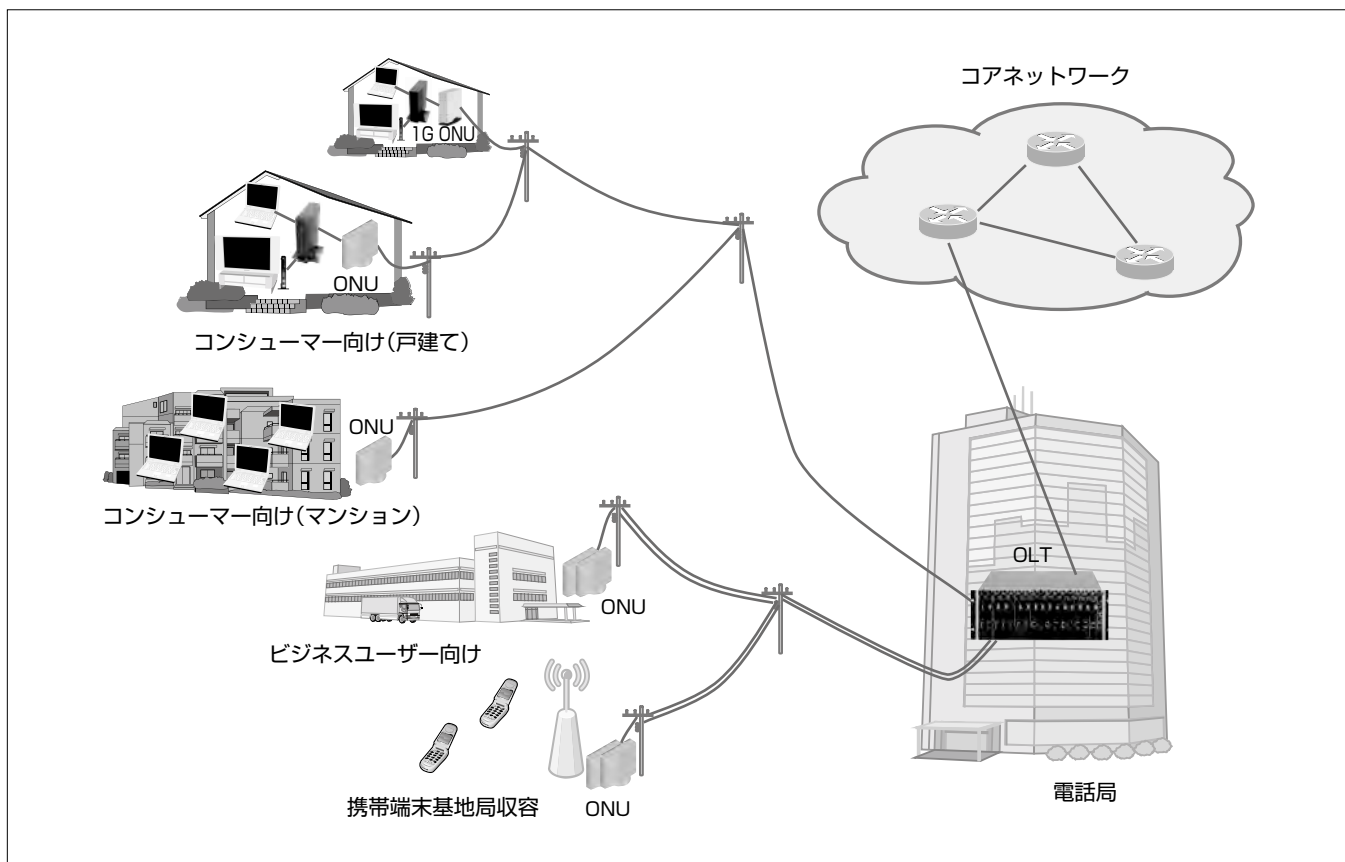 コアネットワーク
1G ONU
ONU
コンシューマー向け(戸建て)
ONU
コンシューマー向け(マンション)
OLT
ONU
ビジネスユーザー向け
ONU
携帯端末基地局収容
電話局